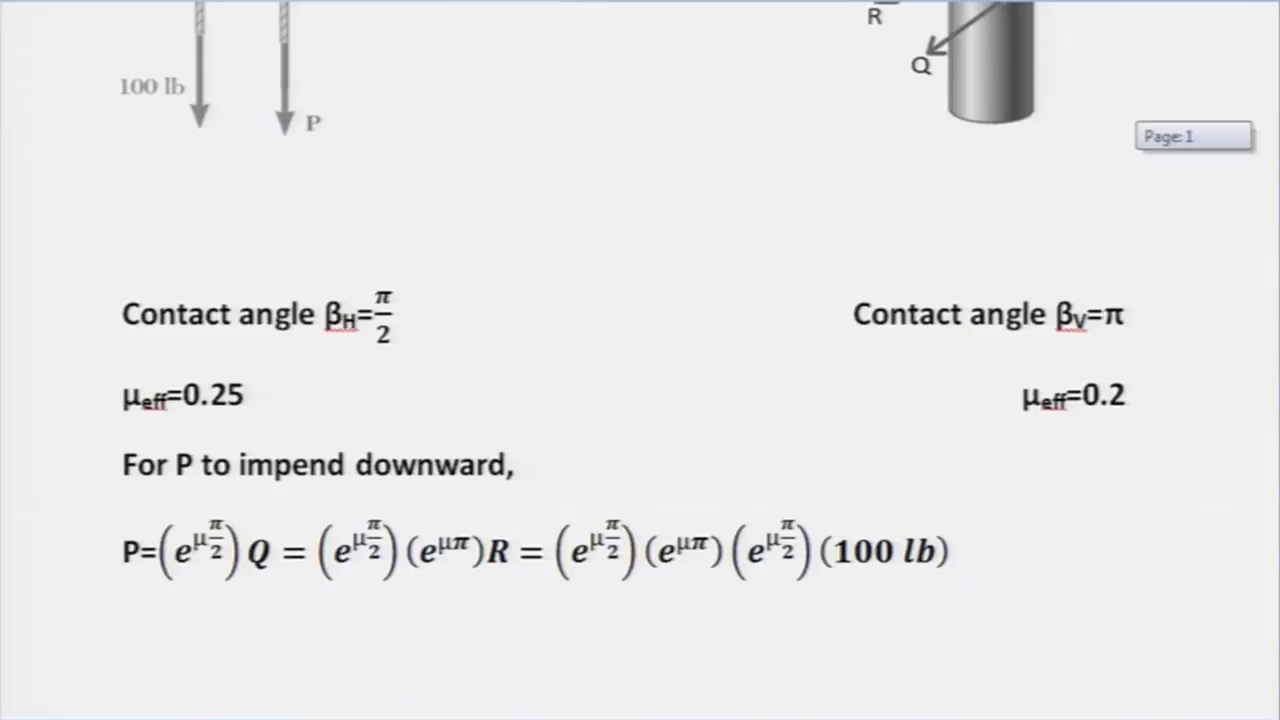 R
Q
100 lb
P
Page:1
Contact angle βH=π/2
Contact angle βV=π
μeff=0.25
μeff=0.2
For P to impend downward,
P=(e^{μπ/2})Q = (e^{μπ/2})(e^{μπ})R = (e^{μπ/2})(e^{μπ})(e^{μπ/2})(100 lb)